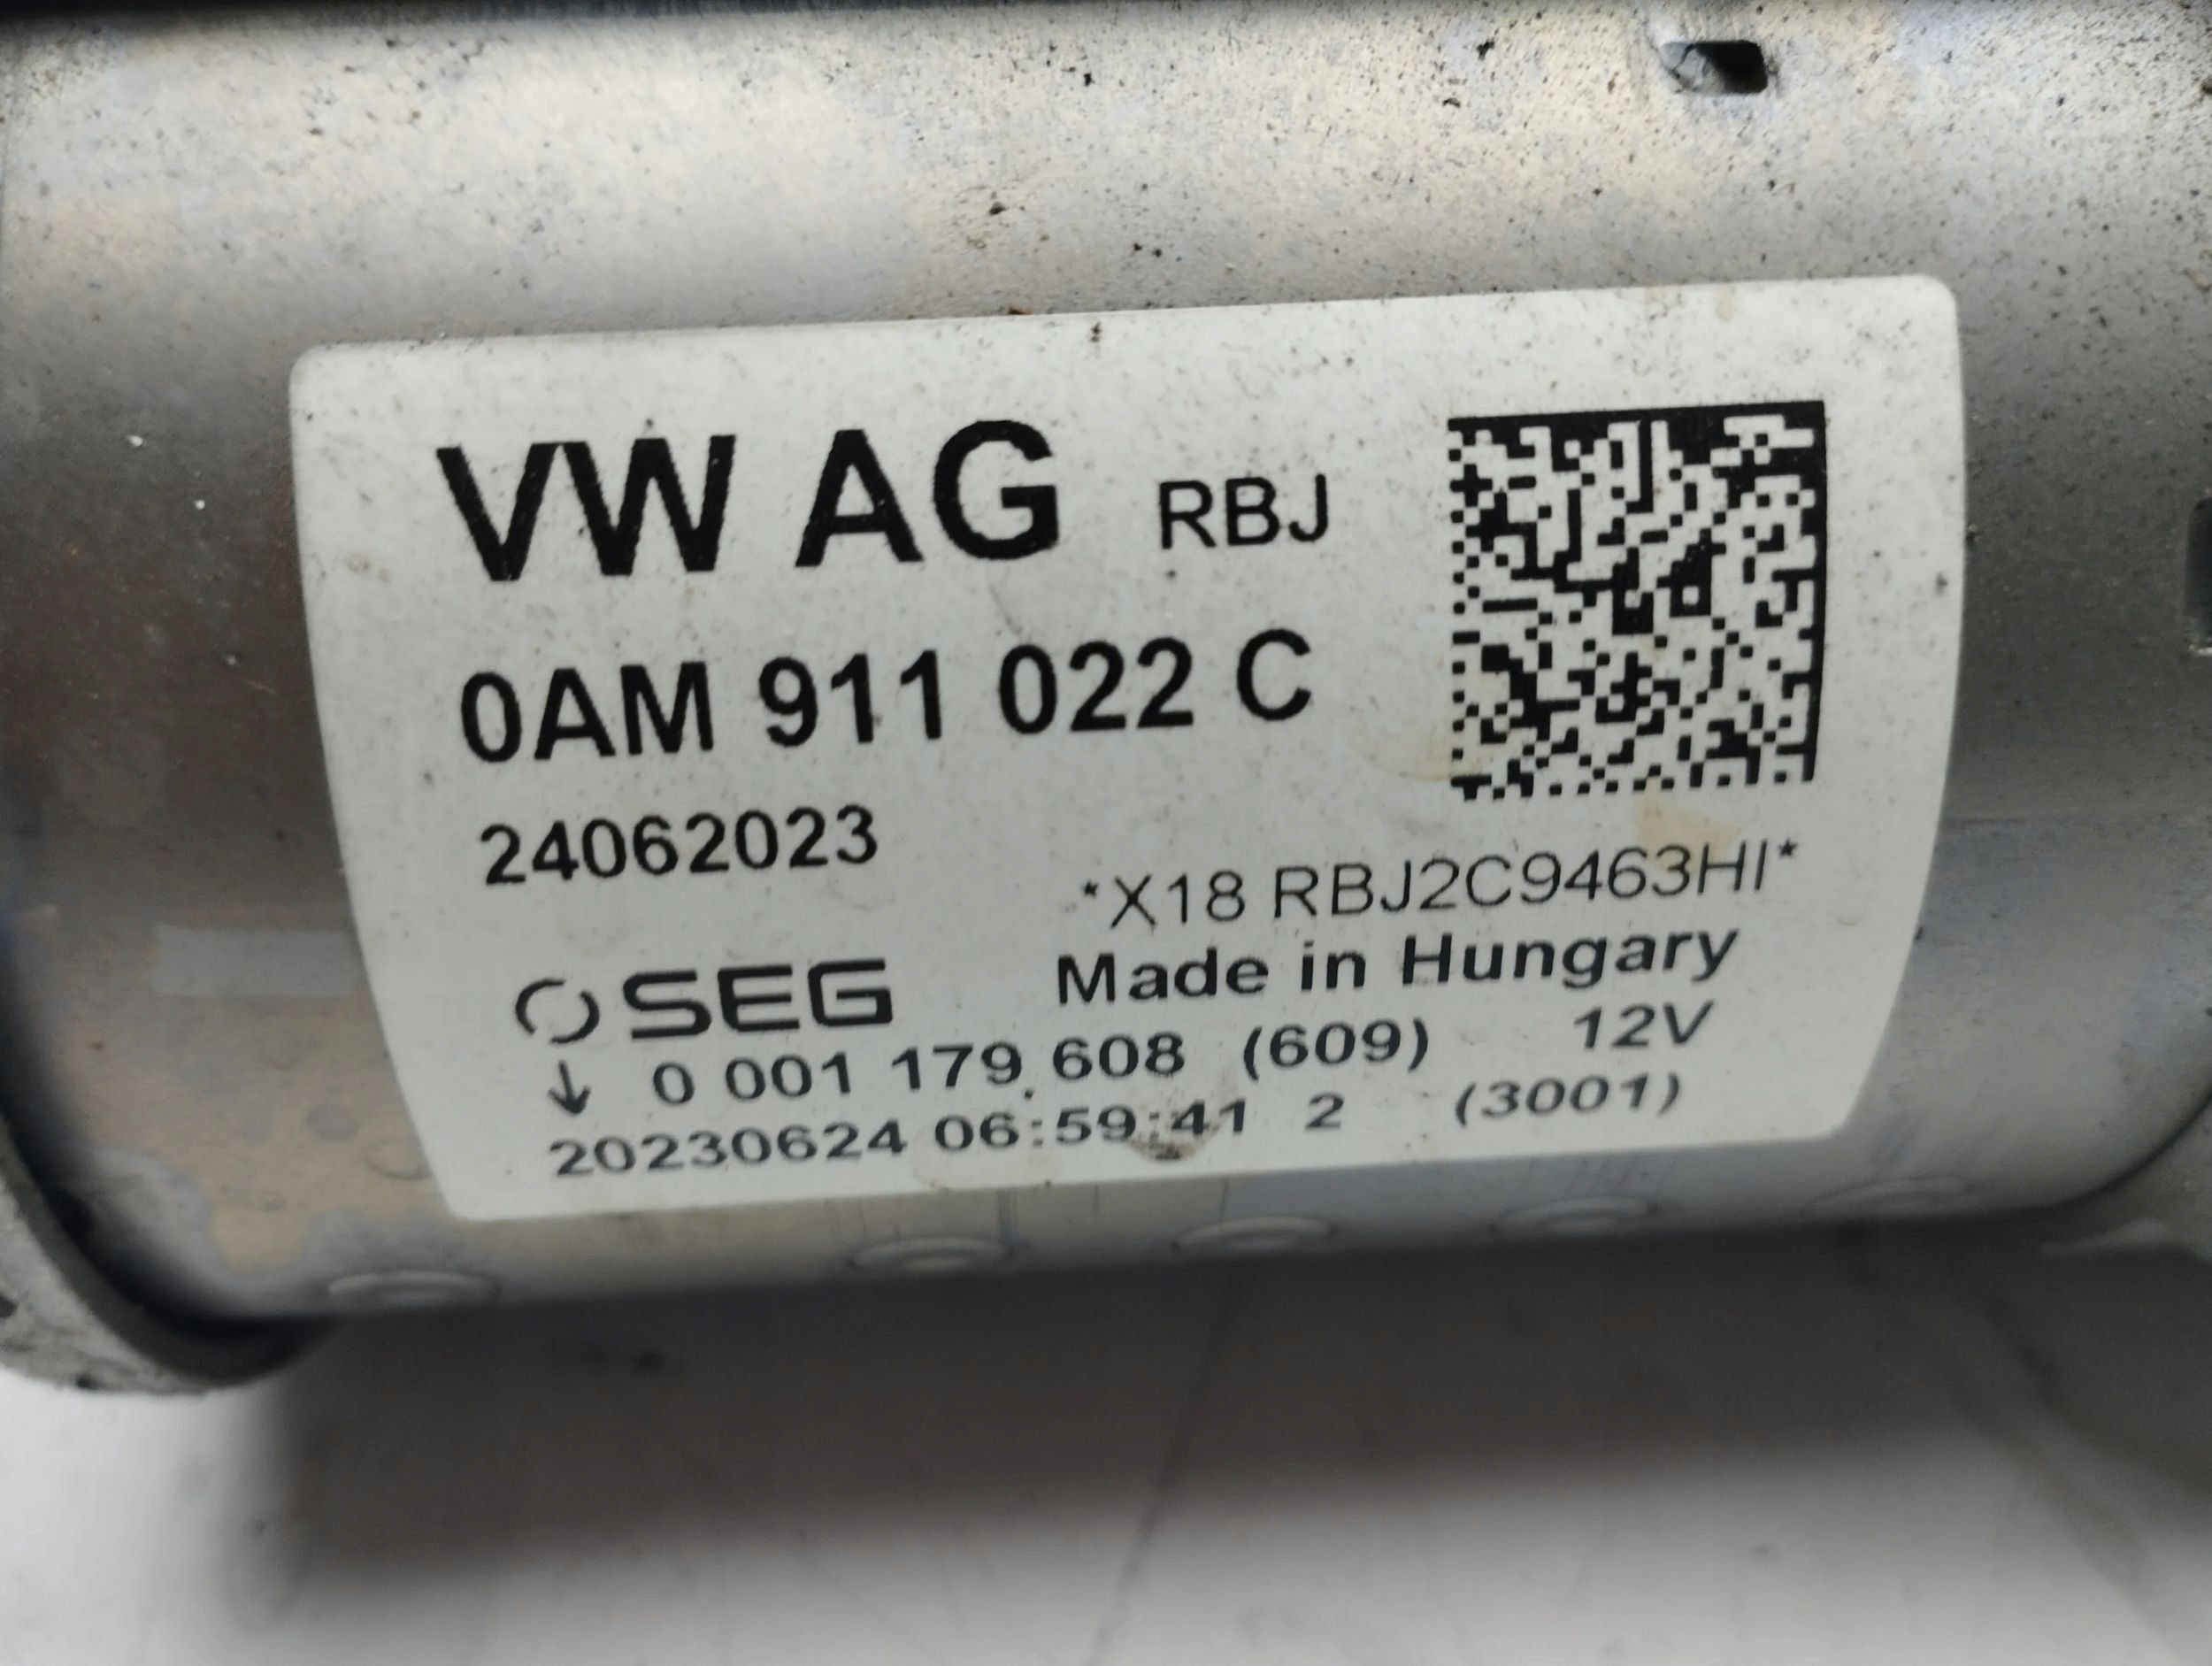 VW AG RBJ
0AM 911 022 C
24062023
*X18 RBJ2C9463HI*
SEG Made in Hungary
↓ 0 001 179 608 (609) 12V
20230624 06:59:41 2 (3001)